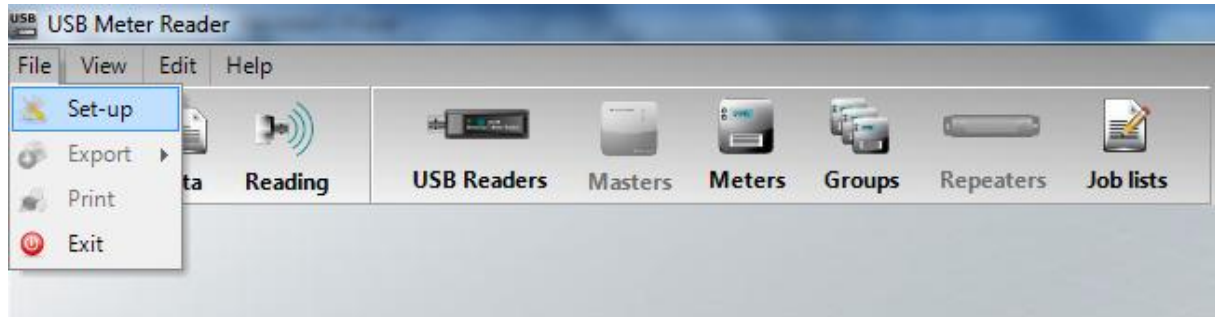 USB USB Meter Reader
File View Edit Help
Set-up
Export
Print
Exit
ta Reading USB Readers Masters Meters Groups Repeaters Job lists